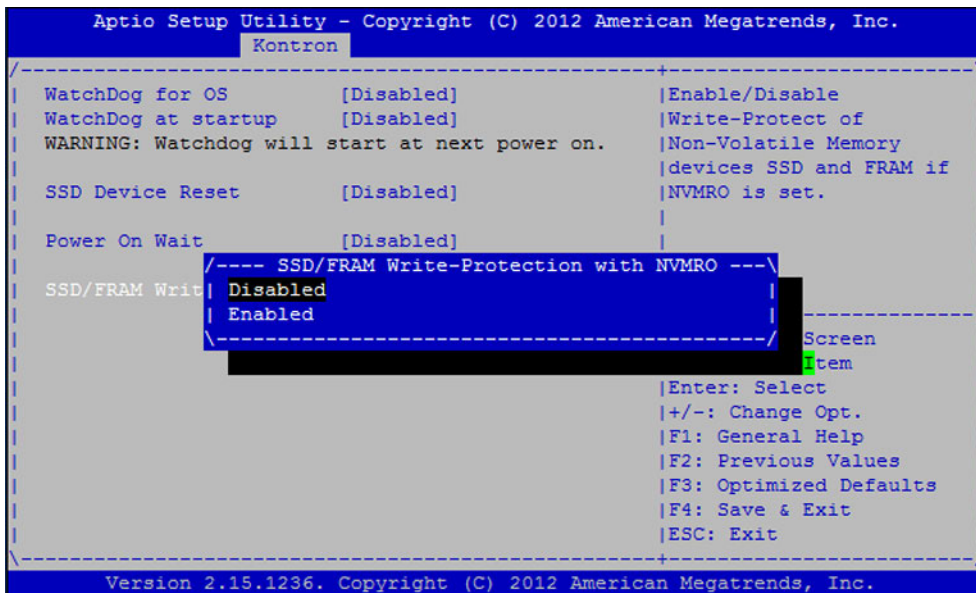 Aptio Setup Utility - Copyright (C) 2012 American Megatrends, Inc.
Kontron
WatchDog for OS [Disabled]
WatchDog at startup [Disabled]
WARNING: Watchdog will start at next power on.
SSD Device Reset [Disabled]
Power On Wait [Disabled]
SSD/FRAM Writ
SSD/FRAM Write-Protection with NVMRO
Disabled
Enabled
Enable/Disable
Write-Protect of
Non-Volatile Memory
devices SSD and FRAM if
NVMRO is set.
Screen
Item
Enter: Select
+/-: Change Opt.
F1: General Help
F2: Previous Values
F3: Optimized Defaults
F4: Save & Exit
ESC: Exit
Version 2.15.1236. Copyright (C) 2012 American Megatrends, Inc.